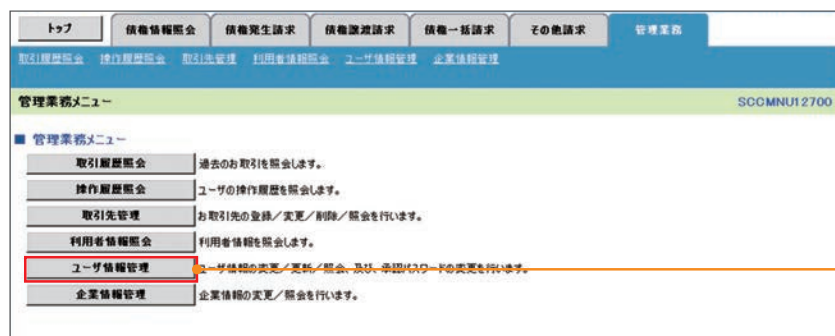 トップ 債権情報照会 債権発生請求 債権譲渡請求 債権一括請求 その他請求 管理業務
取引履歴照会 操作履歴照会 取引先管理 利用者情報照会 ユーザ情報管理 企業情報管理
管理業務メニュー SCCMNU12700
■ 管理業務メニュー
取引履歴照会 過去のお取引を照会します。
操作履歴照会 ユーザの操作履歴を照会します。
取引先管理 お取引先の登録／変更／削除／照会を行います。
利用者情報照会 利用者情報を照会します。
ユーザ情報管理 ユーザ情報の変更／更新／照会、及び、承認パスワードの変更を行います。
企業情報管理 企業情報の変更／照会を行います。